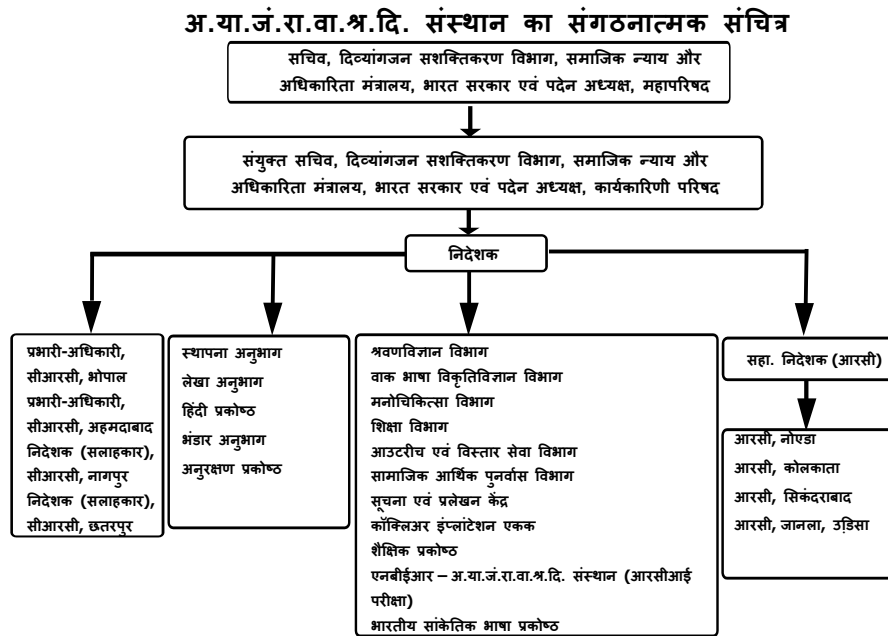 अ.या.जं.रा.वा.श्र.दि. संस्थान का संगठनात्मक संचित्र
सचिव, दिव्यांगजन सशक्तिकरण विभाग, समाजिक न्याय और
अधिकारिता मंत्रालय, भारत सरकार एवं पदेन अध्यक्ष, महापरिषद
संयुक्त सचिव, दिव्यांगजन सशक्तिकरण विभाग, समाजिक न्याय और
अधिकारिता मंत्रालय, भारत सरकार एवं पदेन अध्यक्ष, कार्यकारिणी परिषद
निदेशक
प्रभारी-अधिकारी,
सीआरसी, भोपाल
प्रभारी-अधिकारी,
सीआरसी, अहमदाबाद
निदेशक (सलाहकार),
सीआरसी, नागपुर
निदेशक (सलाहकार),
सीआरसी, छतरपुर
स्थापना अनुभाग
लेखा अनुभाग
हिंदी प्रकोष्ठ
भंडार अनुभाग
अनुरक्षण प्रकोष्ठ
श्रवणविज्ञान विभाग
वाक भाषा विकृतिविज्ञान विभाग
मनोचिकित्सा विभाग
शिक्षा विभाग
आउटरीच एवं विस्तार सेवा विभाग
सामाजिक आर्थिक पुनर्वास विभाग
सूचना एवं प्रलेखन केंद्र
कॉक्लिअर इंप्लांटेशन एकक
शैक्षिक प्रकोष्ठ
एनबीईआर – अ.या.जं.रा.वा.श्र.दि. संस्थान (आरसीआई
परीक्षा)
भारतीय सांकेतिक भाषा प्रकोष्ठ
सहा. निदेशक (आरसी)
आरसी, नोएडा
आरसी, कोलकाता
आरसी, सिकंदराबाद
आरसी, जानला, उड़िसा